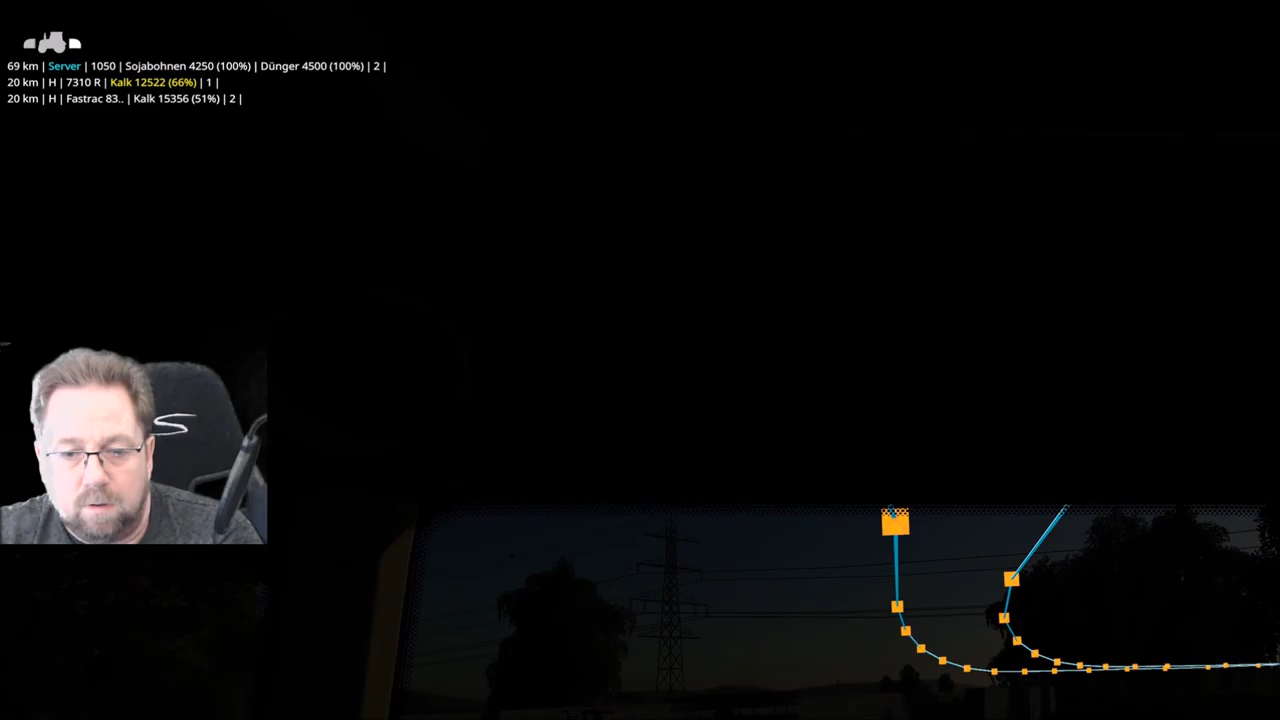 69 km | Server | 1050 | Sojabohnen 4250 (100%) | Dünger 4500 (100%) | 2 |
20 km | H | 7310 R | Kalk 12522 (66%) | 1 |
20 km | H | Fastrac 83.. | Kalk 15356 (51%) | 2 |